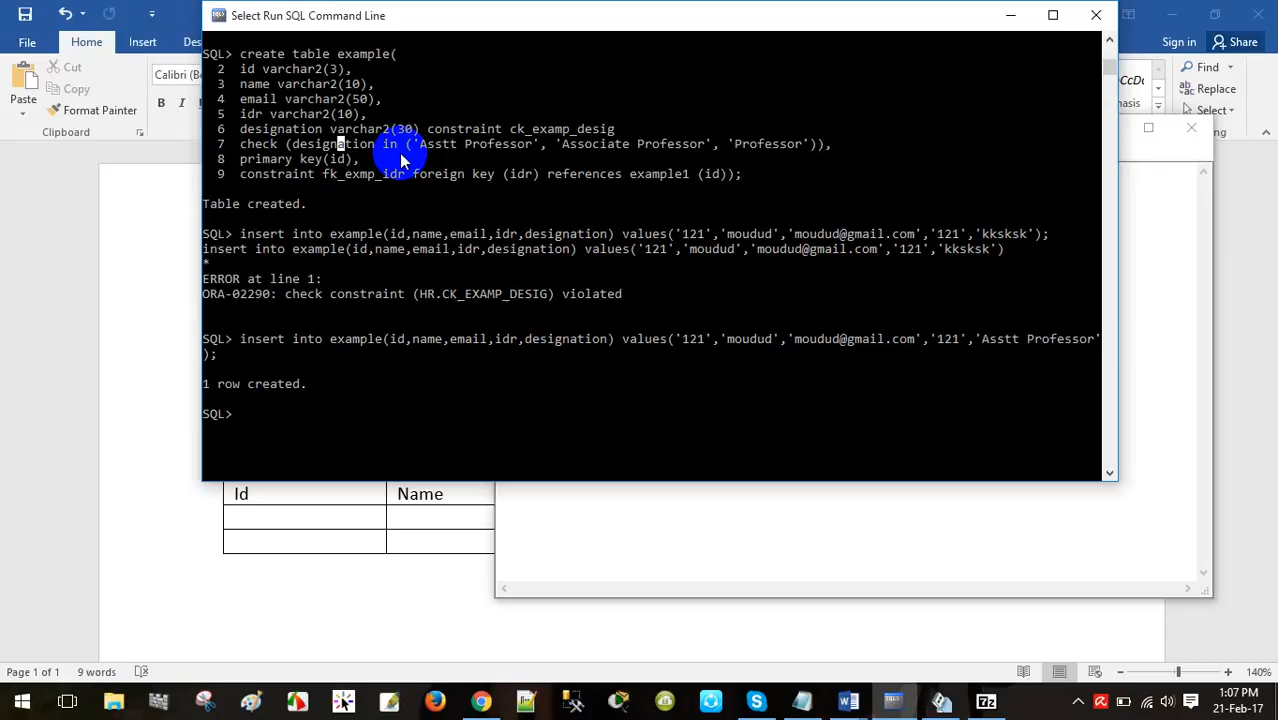 Select Run SQL Command Line
File
Home
Insert
Des
Sign in
Share
Paste
Cut
Copy
Format Painter
Calibri (B
B
I
CcDc
hasis
Find
Replace
Select
SQL> create table example(
2 id varchar2(3),
3 name varchar2(10),
4 email varchar2(50),
5 idr varchar2(10),
6 designation varchar2(30) constraint ck_examp_desig
7 check (designation in ('Asstt Professor', 'Associate Professor', 'Professor')),
8 primary key(id),
9 constraint fk_exmp_idr foreign key (idr) references example1 (id));
Table created.
SQL> insert into example(id,name,email,idr,designation) values('121','moudud','moudud@gmail.com','121','kksksk');
insert into example(id,name,email,idr,designation) values('121','moudud','moudud@gmail.com','121','kksksk')
*
ERROR at line 1:
ORA-02290: check constraint (HR.CK_EXAMP_DESIG) violated
SQL> insert into example(id,name,email,idr,designation) values('121','moudud','moudud@gmail.com','121','Asstt Professor'
);
1 row created.
SQL>
Id
Name
Page 1 of 1
9 words
140%
1:07 PM
21-Feb-17